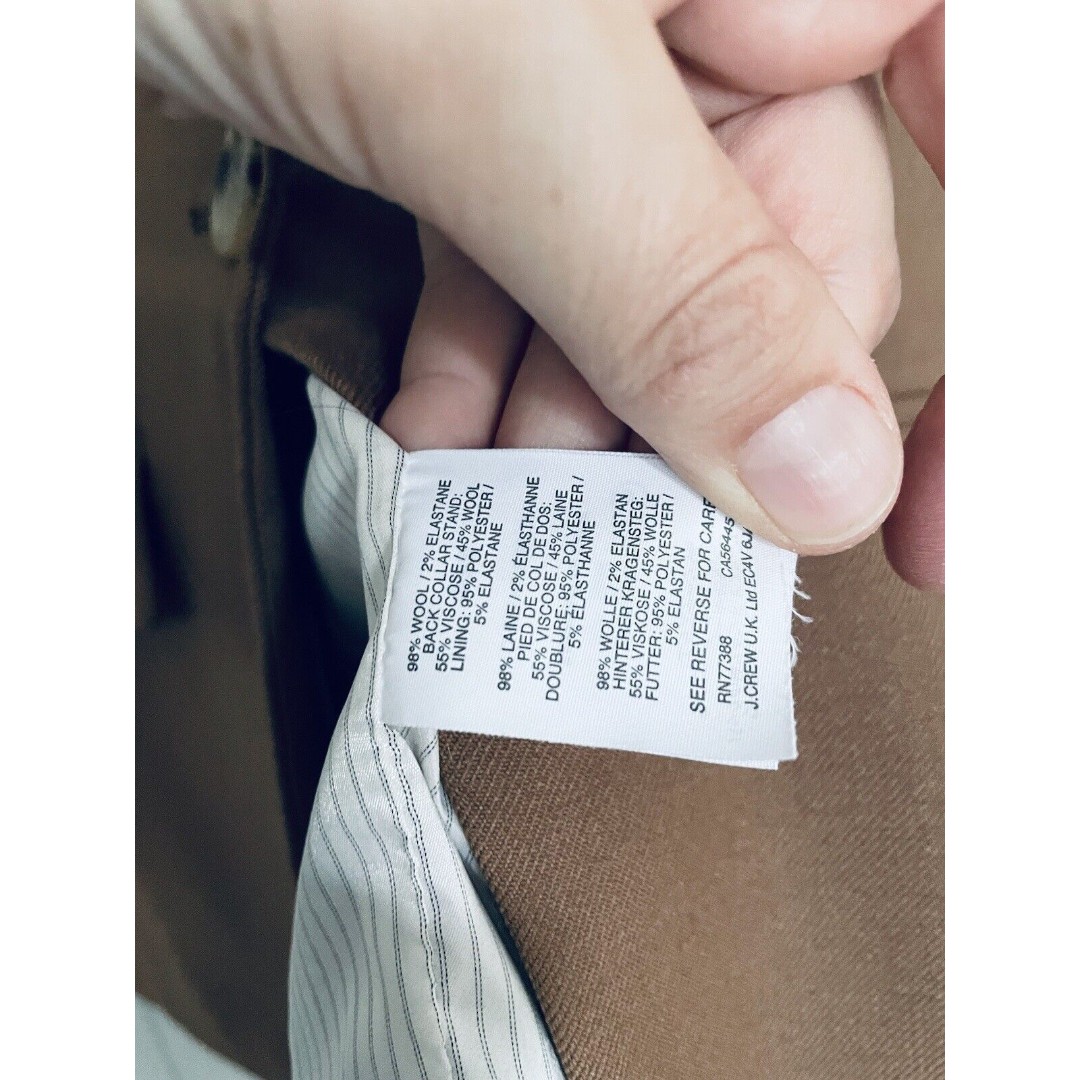 98% WOOL / 2% ELASTANE
BACK COLLAR STAND:
55% VISCOSE / 45% WOOL
LINING: 95% POLYESTER /
5% ELASTANE
98% LAINE / 2% ÉLASTHANNE
PIED DE COL DE DOS:
55% VISCOSE / 45% LAINE
DOUBLURE: 95% POLYESTER /
5% ÉLASTHANNE
98% WOLLE / 2% ELASTAN
HINTERER KRAGENSTEG:
55% VISKOSE / 45% WOLLE
FUTTER: 95% POLYESTER /
5% ELASTAN
SEE REVERSE FOR
RN77388
J.CREW U.K. Ltd EC4V